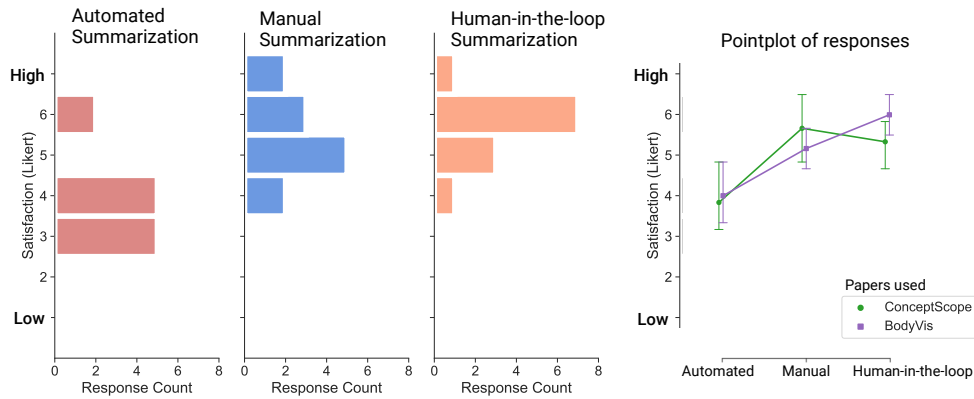 Automated
Summarization
Manual
Summarization
Human-in-the-loop
Summarization
Pointplot of responses
High
6
5
4
3
2
Low
Satisfaction (Likert)
0 2 4 6 8
Response Count
Satisfaction (Likert)
0 2 4 6 8
Response Count
0 2 4 6 8
Response Count
High
6
5
4
3
2
Low
Satisfaction (Likert)
Papers used
ConceptScope
BodyVis
Automated Manual Human-in-the-loop